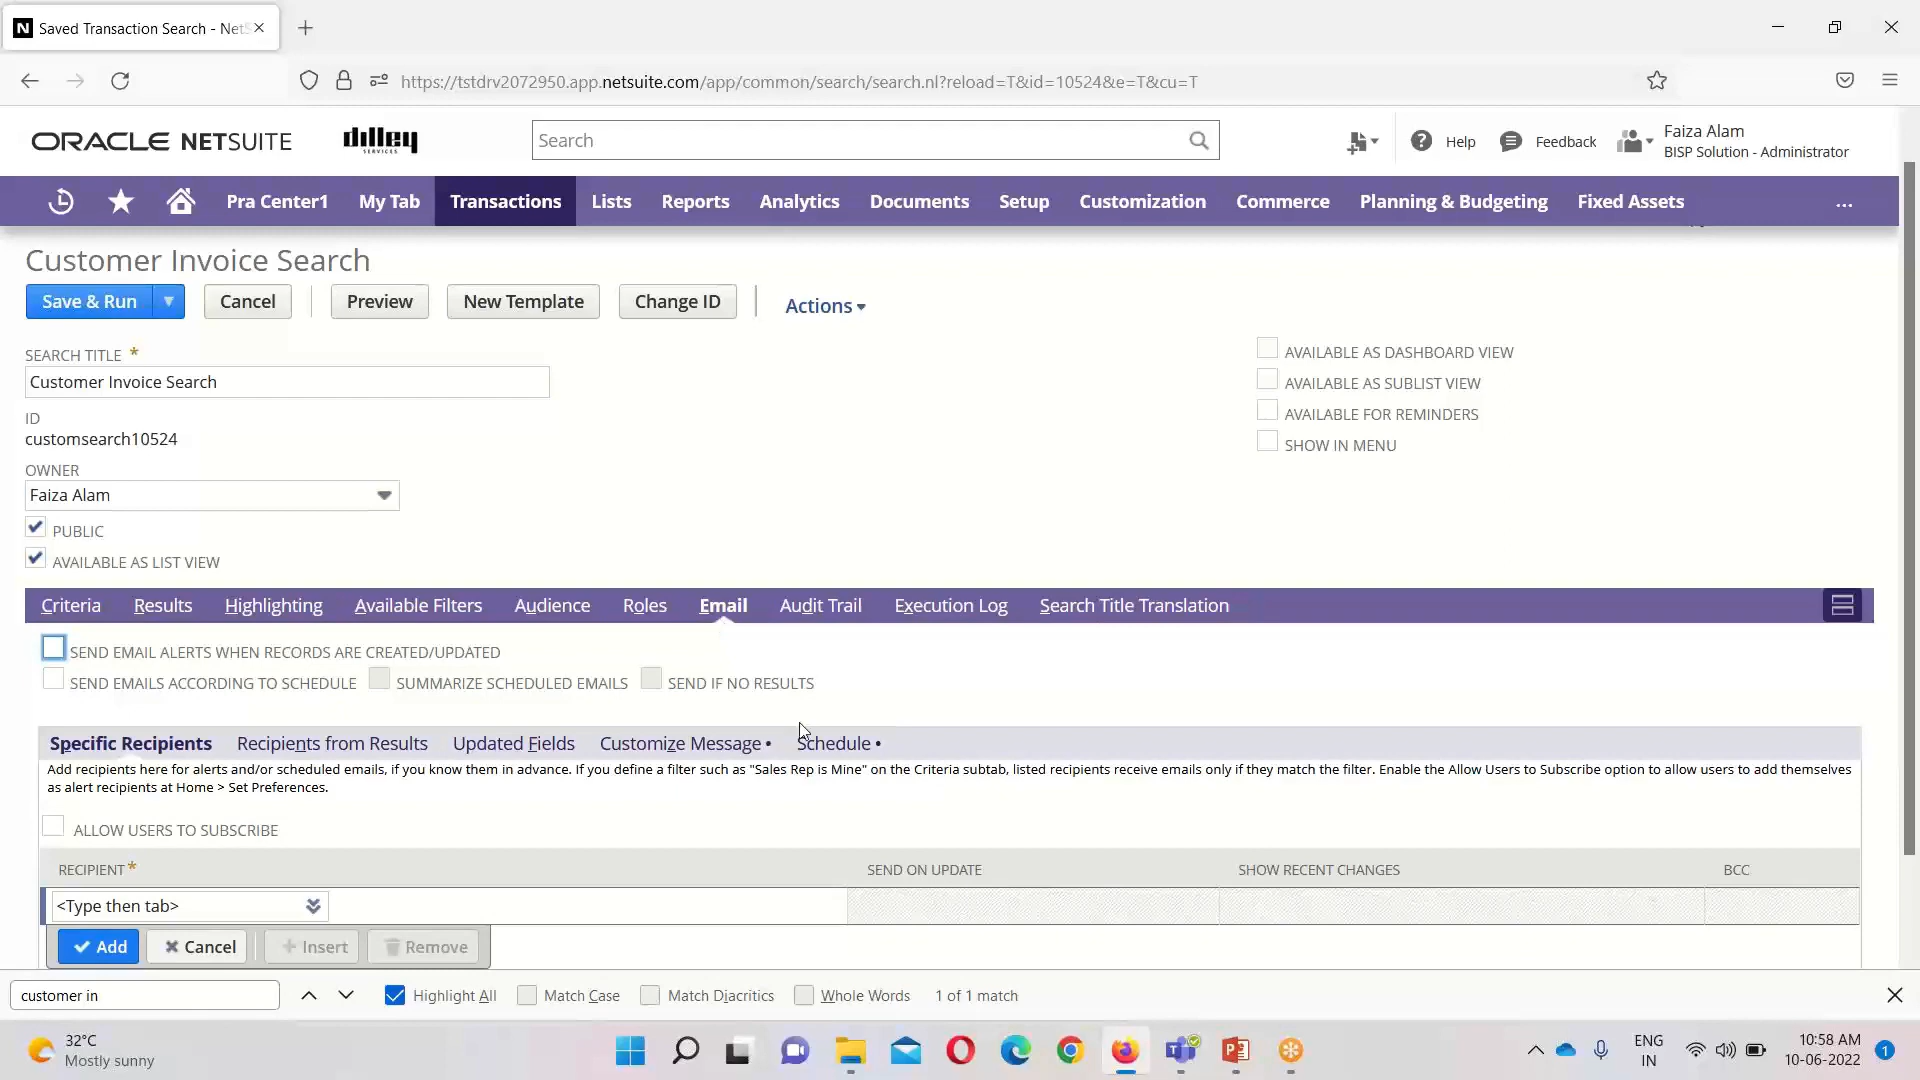 Saved Transaction Search - NetS
https://tstdrv2072950.app.netsuite.com/app/common/search/search.nl?reload=T&id=10524&e=T&cu=T
ORACLE NETSUITE
dilley
SERVICES
Search
Help
Feedback
Faiza Alam
BISP Solution - Administrator
Pra Center1 My Tab Transactions Lists Reports Analytics Documents Setup Customization Commerce Planning & Budgeting Fixed Assets ...
Customer Invoice Search
Save & Run Cancel Preview New Template Change ID Actions
SEARCH TITLE *
Customer Invoice Search
ID
customsearch10524
OWNER
Faiza Alam
PUBLIC
AVAILABLE AS LIST VIEW
AVAILABLE AS DASHBOARD VIEW
AVAILABLE AS SUBLIST VIEW
AVAILABLE FOR REMINDERS
SHOW IN MENU
Criteria Results Highlighting Available Filters Audience Roles Email Audit Trail Execution Log Search Title Translation
SEND EMAIL ALERTS WHEN RECORDS ARE CREATED/UPDATED
SEND EMAILS ACCORDING TO SCHEDULE SUMMARIZE SCHEDULED EMAILS SEND IF NO RESULTS
Specific Recipients Recipients from Results Updated Fields Customize Message • Schedule •
Add recipients here for alerts and/or scheduled emails, if you know them in advance. If you define a filter such as "Sales Rep is Mine" on the Criteria subtab, listed recipients receive emails only if they match the filter. Enable the Allow Users to Subscribe option to allow users to add themselves
as alert recipients at Home > Set Preferences.
ALLOW USERS TO SUBSCRIBE
RECIPIENT * SEND ON UPDATE SHOW RECENT CHANGES BCC
<Type then tab>
Add Cancel Insert Remove
customer in Highlight All Match Case Match Diacritics Whole Words 1 of 1 match
32°C
Mostly sunny
ENG
IN
10:58 AM
10-06-2022
1